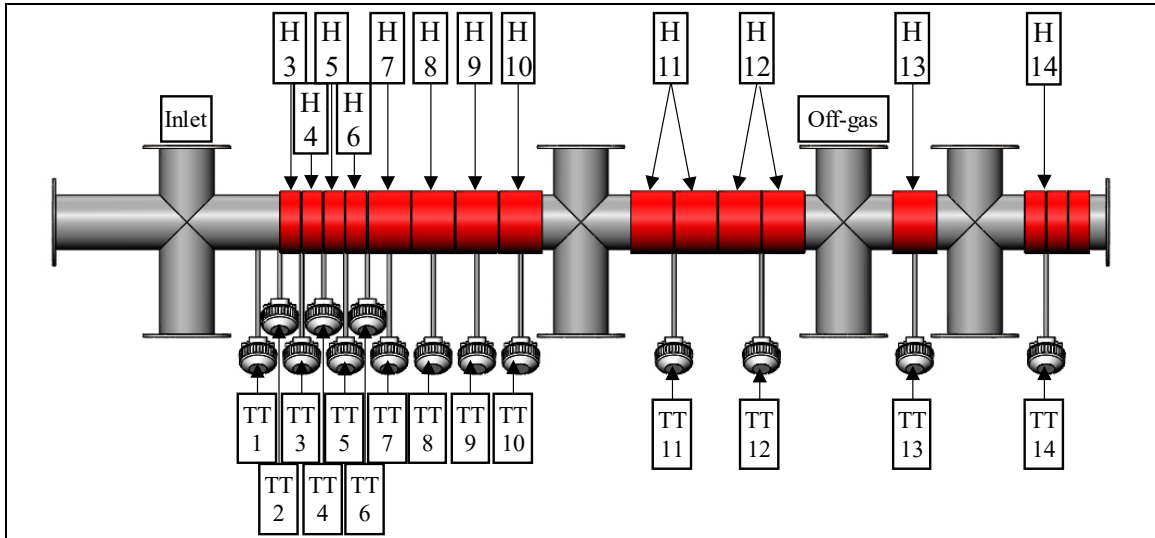 H 3
H 5
H 7
H 8
H 9
H 10
H 11
H 12
H 13
H 14
H 4
H 6
Inlet
Off-gas
TT 1
TT 3
TT 5
TT 7
TT 8
TT 9
TT 10
TT 11
TT 12
TT 13
TT 14
TT 2
TT 4
TT 6